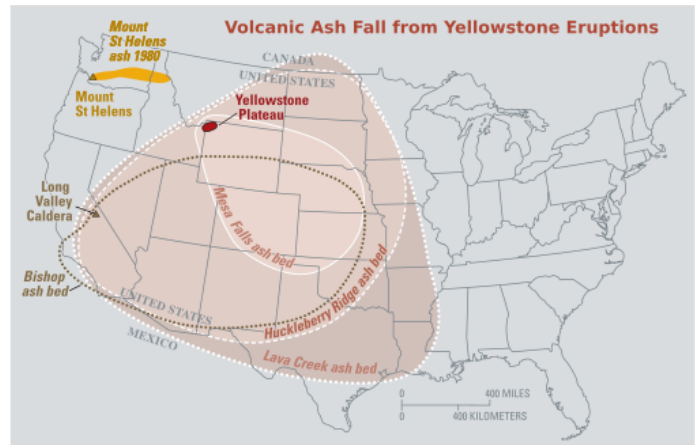 Volcanic Ash Fall from Yellowstone Eruptions
Mount
St Helens
ash 1980
Mount
St Helens
CANADA
UNITED STATES
Yellowstone
Plateau
Long
Valley
Caldera
Mesa Falls ash bed
Bishop
ash bed
UNITED STATES
MEXICO
Huckleberry Ridge ash bed
Lava Creek ash bed
0 400 MILES
0 400 KILOMETERS